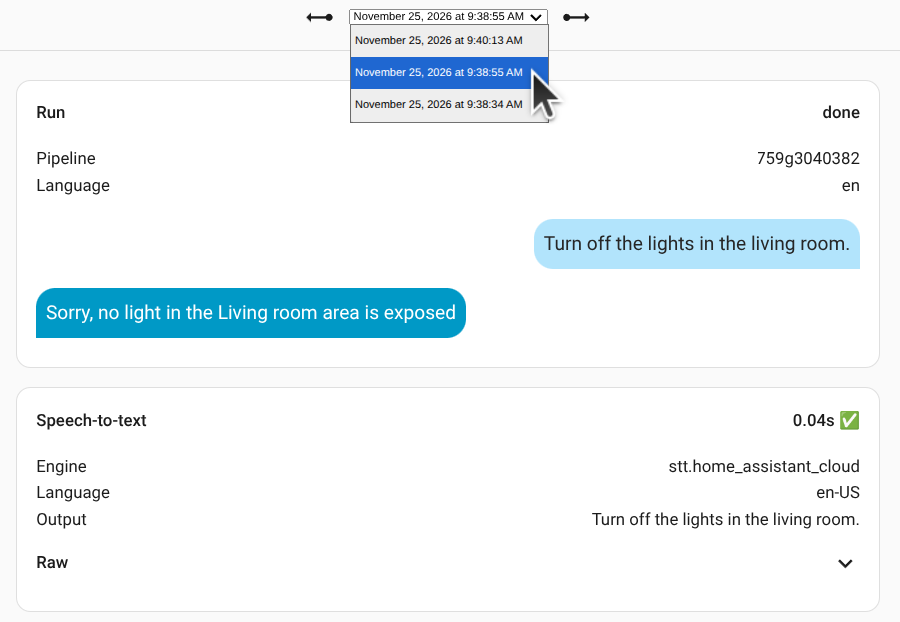 November 25, 2026 at 9:38:55 AM
November 25, 2026 at 9:40:13 AM
November 25, 2026 at 9:38:55 AM
November 25, 2026 at 9:38:34 AM
Run done
Pipeline 759g3040382
Language en
Turn off the lights in the living room.
Sorry, no light in the Living room area is exposed
Speech-to-text 0.04s ✅
Engine stt.home_assistant_cloud
Language en-US
Output Turn off the lights in the living room.
Raw